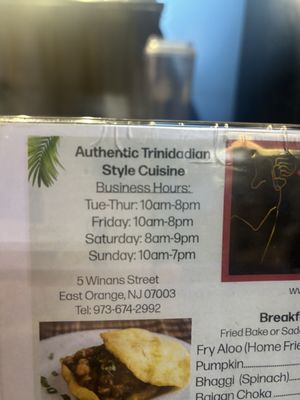 Authentic Trinidadian
Style Cuisine
Business Hours:
Tue-Thur: 10am-8pm
Friday: 10am-8pm
Saturday: 8am-9pm
Sunday: 10am-7pm
5 Winans Street
East Orange, NJ 07003
Tel: 973-674-2992
Breakf
Fried Bake or Sad
Fry Aloo (Home Frie
Pumpkin
Bhaggi (Spinach)
Baigan Choka